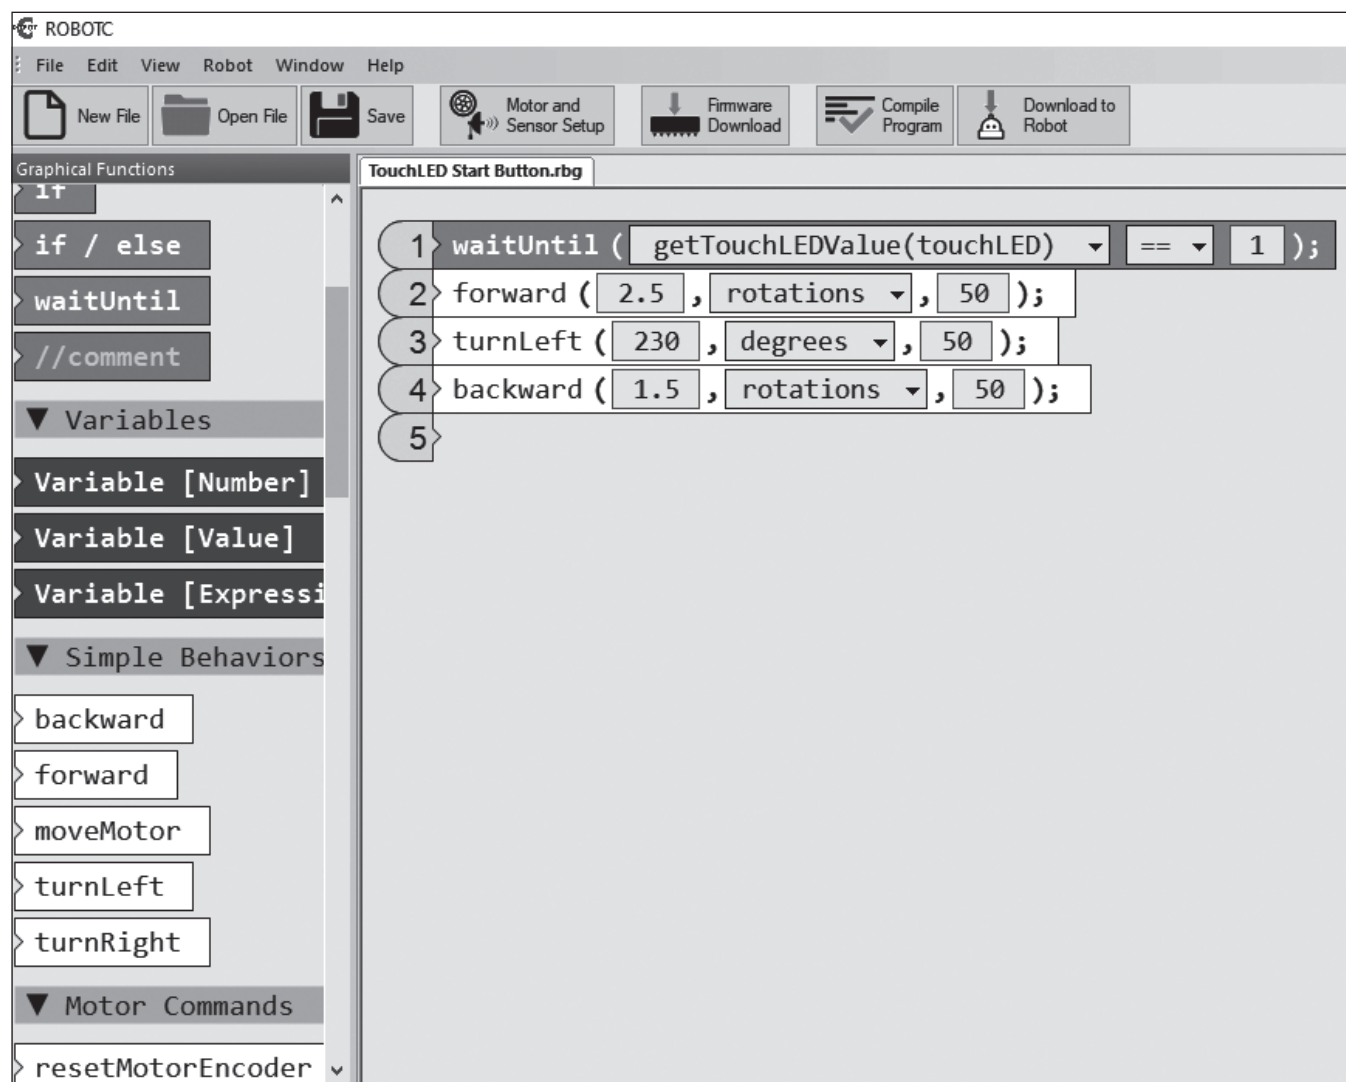 ROBOTC
File Edit View Robot Window Help
New File Open File Save Motor and Sensor Setup Firmware Download Compile Program Download to Robot
Graphical Functions
TouchLED Start Button.rbg
if
if / else
waitUntil
//comment
▼ Variables
Variable [Number]
Variable [Value]
Variable [Expressi
▼ Simple Behaviors
backward
forward
moveMotor
turnLeft
turnRight
▼ Motor Commands
resetMotorEncoder
1 waitUntil ( getTouchLEDValue(touchLED) == 1 );
2 forward ( 2.5 , rotations , 50 );
3 turnLeft ( 230 , degrees , 50 );
4 backward ( 1.5 , rotations , 50 );
5